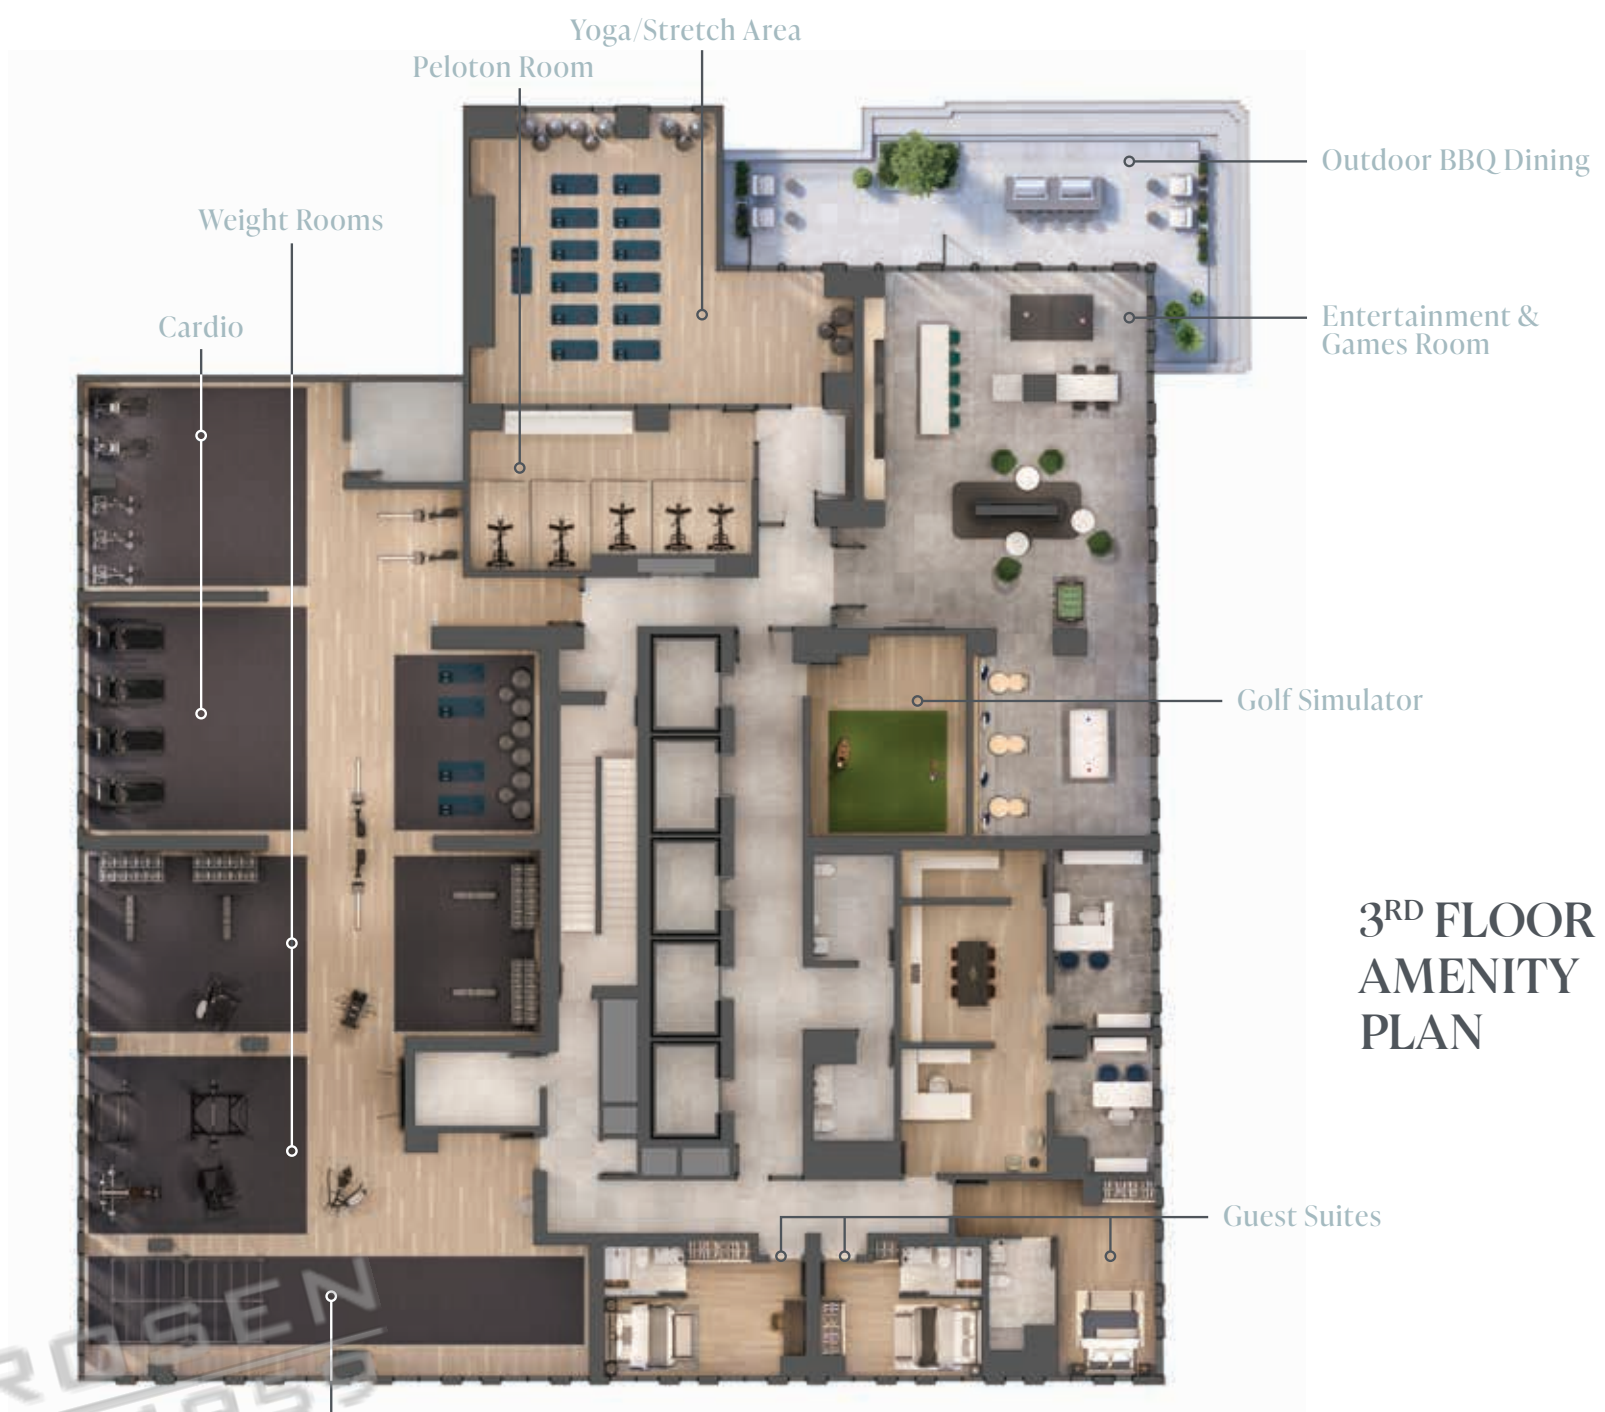 Yoga/Stretch Area
Peloton Room
Outdoor BBQ Dining
Weight Rooms
Cardio
Entertainment &
Games Room
Golf Simulator
3RD FLOOR
AMENITY
PLAN
Guest Suites
ROSEN